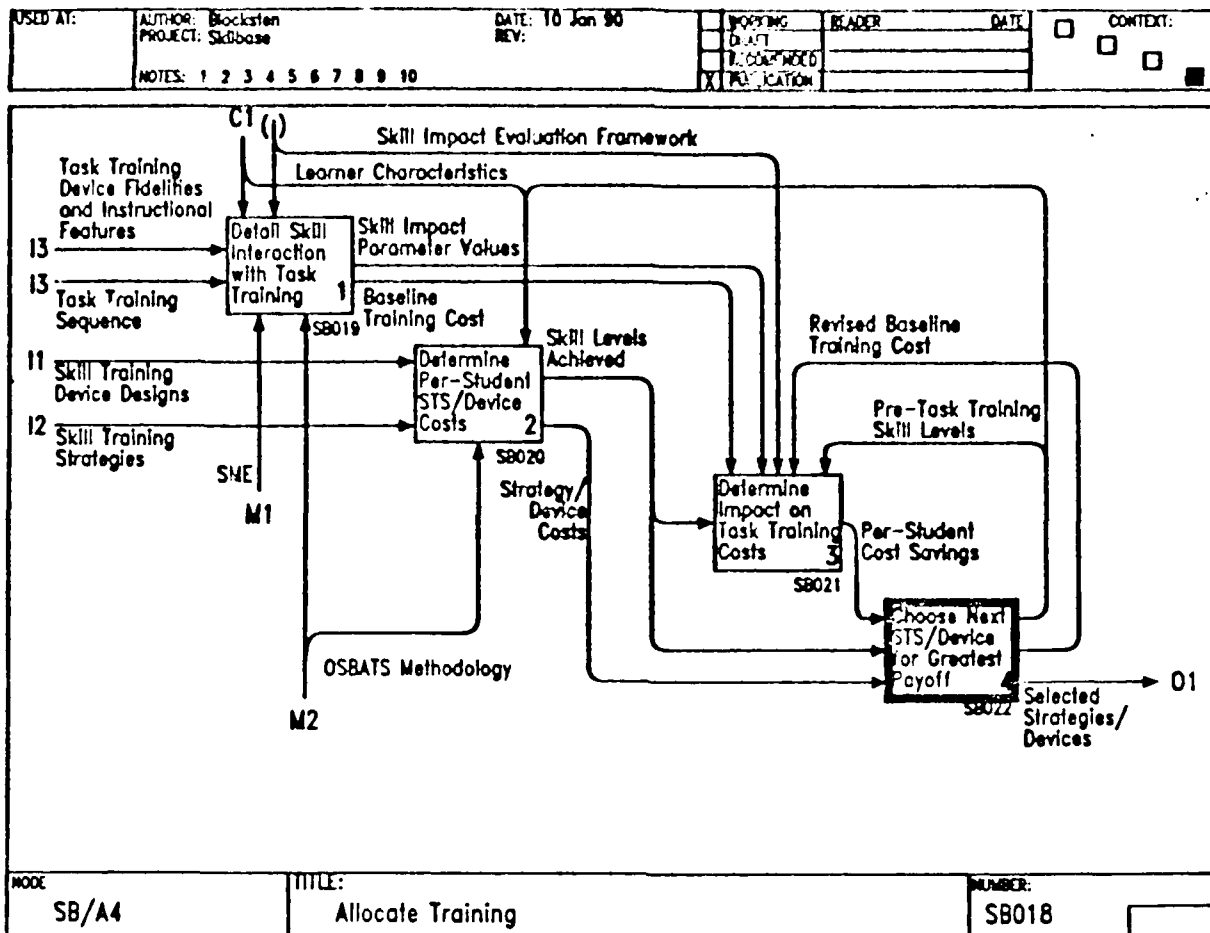 USED AT:
AUTHOR: Blocksten
PROJECT: Skillbase
DATE: 10 Jan 90
REV:
NOTES: 1 2 3 4 5 6 7 8 9 10
WORKING
DRAFT
RECOMMENDED
X PUBLICATION
READER DATE
CONTEXT:
C1 ( )
Skill Impact Evaluation Framework
Learner Characteristics
Task Training
Device Fidelities
and Instructional
Features
I3
I3
Task Training
Sequence
Detail Skill
Interaction
with Task
Training 1
SB019
Skill Impact
Parameter Values
Baseline
Training Cost
I1
Skill Training
Device Designs
I2
Skill Training
Strategies
SME
M1
Determine
Per-Student
STS/Device
Costs 2
SB020
Skill Levels
Achieved
Strategy/
Device
Costs
Revised Baseline
Training Cost
Pre-Task Training
Skill Levels
Determine
Impact on
Task Training
Costs 3
SB021
Per-Student
Cost Savings
Choose Next
STS/Device
for Greatest
Payoff 4
SB022
O1
Selected
Strategies/
Devices
OSBATS Methodology
M2
NODE
SB/A4
TITLE:
Allocate Training
NUMBER:
SB018